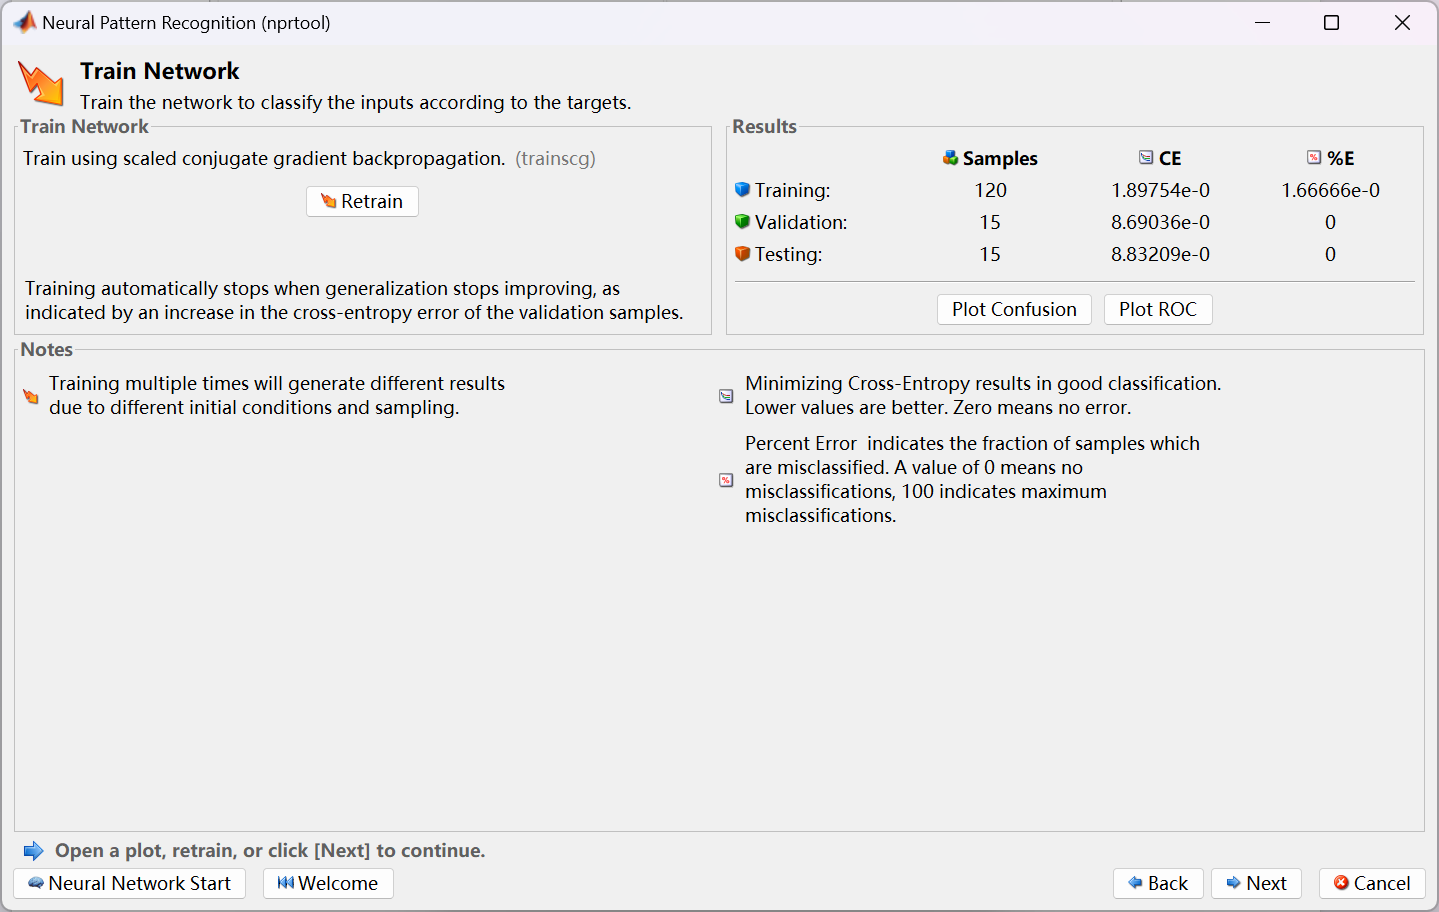 Neural Pattern Recognition (nprtool)
Train Network
Train the network to classify the inputs according to the targets.
Train Network
Train using scaled conjugate gradient backpropagation. (trainscg)
Retrain
Training automatically stops when generalization stops improving, as
indicated by an increase in the cross-entropy error of the validation samples.
Results
Samples CE %E
Training: 120 1.89754e-0 1.66666e-0
Validation: 15 8.69036e-0 0
Testing: 15 8.83209e-0 0
Plot Confusion Plot ROC
Notes
Training multiple times will generate different results
due to different initial conditions and sampling.
Minimizing Cross-Entropy results in good classification.
Lower values are better. Zero means no error.
Percent Error indicates the fraction of samples which
are misclassified. A value of 0 means no
misclassifications, 100 indicates maximum
misclassifications.
Open a plot, retrain, or click [Next] to continue.
Neural Network Start Welcome Back Next Cancel